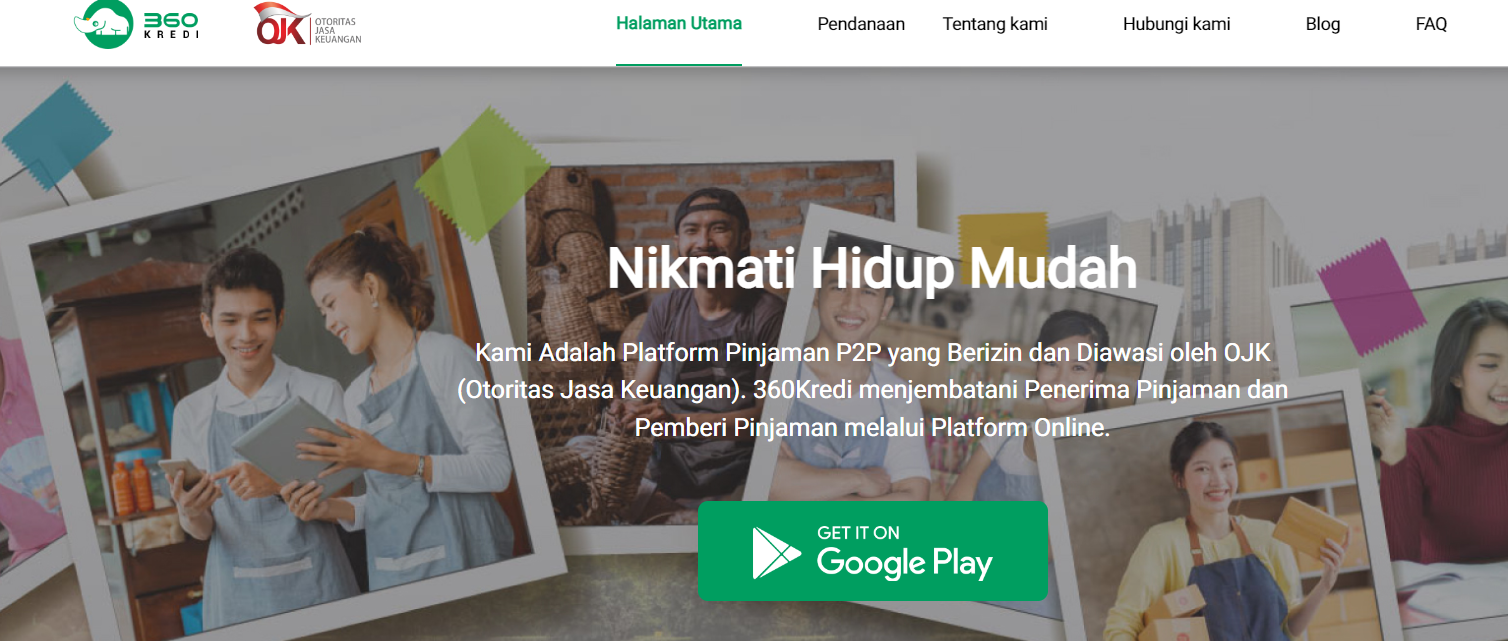 360
KREDI
OJK
OTORITAS
JASA
KEUANGAN
Halaman Utama
Pendanaan
Tentang kami
Hubungi kami
Blog
FAQ
Nikmati Hidup Mudah
Kami Adalah Platform Pinjaman P2P yang Berizin dan Diawasi oleh OJK
(Otoritas Jasa Keuangan). 360Kredi menjembatani Penerima Pinjaman dan
Pemberi Pinjaman melalui Platform Online.
GET IT ON
Google Play